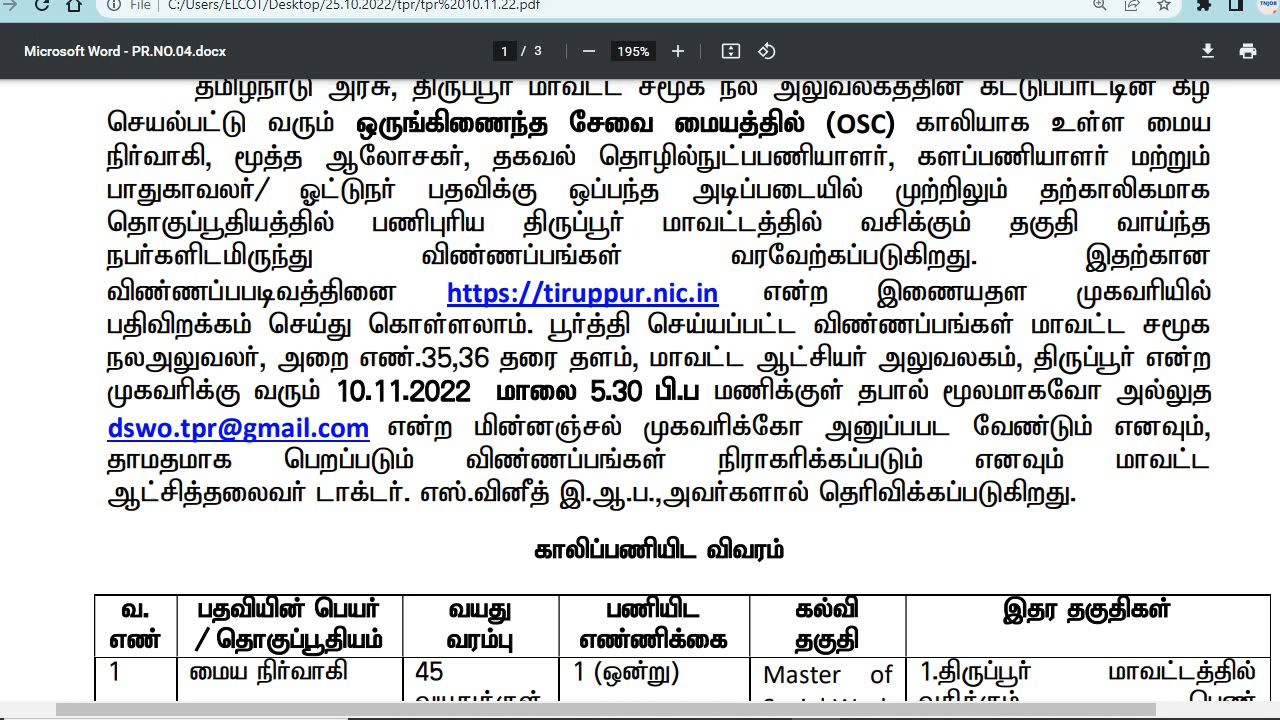 File | C:/Users/ELCOT/Desktop/25.10.2022/tpr/tpr%2010.11.22.pdf
Microsoft Word - PR.NO.04.docx 1 / 3 — 195% +
தமிழ்நாடு அரசு, திருப்பூர் மாவட்ட சமூக நல அலுவலகத்தின் கட்டுப்பாட்டின் கீழ்
செயல்பட்டு வரும் ஒருங்கிணைந்த சேவை மையத்தில் (OSC) காலியாக உள்ள மைய
நிர்வாகி, மூத்த ஆலோசகர், தகவல் தொழில்நுட்பபணியாளர், களப்பணியாளர் மற்றும்
பாதுகாவலர்/ ஓட்டுநர் பதவிக்கு ஒப்பந்த அடிப்படையில் முற்றிலும் தற்காலிகமாக
தொகுப்பூதியத்தில் பணிபுரிய திருப்பூர் மாவட்டத்தில் வசிக்கும் தகுதி வாய்ந்த
நபர்களிடமிருந்து விண்ணப்பங்கள் வரவேற்கப்படுகிறது. இதற்கான
விண்ணப்பபடிவத்தினை https://tiruppur.nic.in என்ற இணையதள முகவரியில்
பதிவிறக்கம் செய்து கொள்ளலாம். பூர்த்தி செய்யப்பட்ட விண்ணப்பங்கள் மாவட்ட சமூக
நலஅலுவலர், அறை எண்.35,36 தரை தளம், மாவட்ட ஆட்சியர் அலுவலகம், திருப்பூர் என்ற
முகவரிக்கு வரும் 10.11.2022 மாலை 5.30 பி.ப மணிக்குள் தபால் மூலமாகவோ அல்லுத
dswo.tpr@gmail.com என்ற மின்னஞ்சல் முகவரிக்கோ அனுப்பபட வேண்டும் எனவும்,
தாமதமாக பெறப்படும் விண்ணப்பங்கள் நிராகரிக்கப்படும் எனவும் மாவட்ட
ஆட்சித்தலைவர் டாக்டர். எஸ்.வினீத் இ.ஆ.ப.,அவர்களால் தெரிவிக்கப்படுகிறது.
காலிப்பணியிட விவரம்
வ. பதவியின் பெயர் வயது பணியிட கல்வி இதர தகுதிகள்
எண் / தொகுப்பூதியம் வரம்பு எண்ணிக்கை தகுதி
1 மைய நிர்வாகி 45 1 (ஒன்று) Master of 1.திருப்பூர் மாவட்டத்தில்